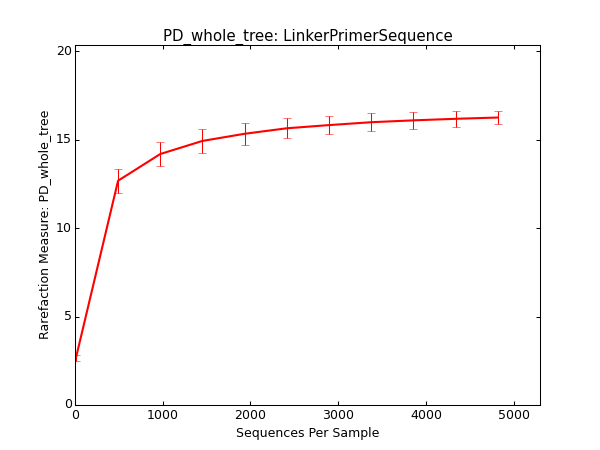 PD_whole_tree: LinkerPrimerSequence
20
15
10
5
0
Rarefaction Measure: PD_whole_tree
0 1000 2000 3000 4000 5000
Sequences Per Sample